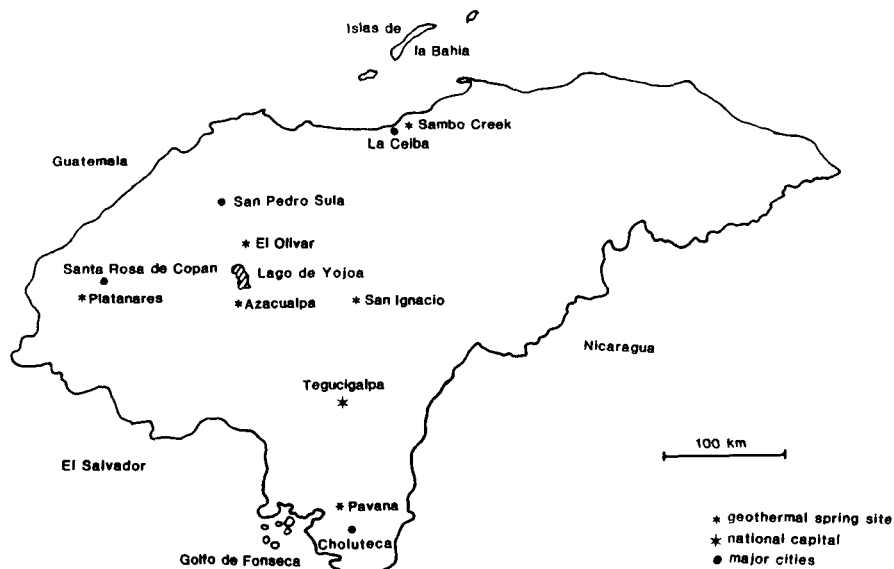 Islas de
la Bahia
* Sambo Creek
La Ceiba
Guatemala
San Pedro Sula
* El Olivar
Santa Rosa de Copan
Lago de Yojoa
* Platanares
* Azacualpa
* San Ignacio
Nicaragua
Tegucigalpa
100 km
El Salvador
* Pavana
Choluteca
Golfo de Fonseca
* geothermal spring site
national capital
major cities